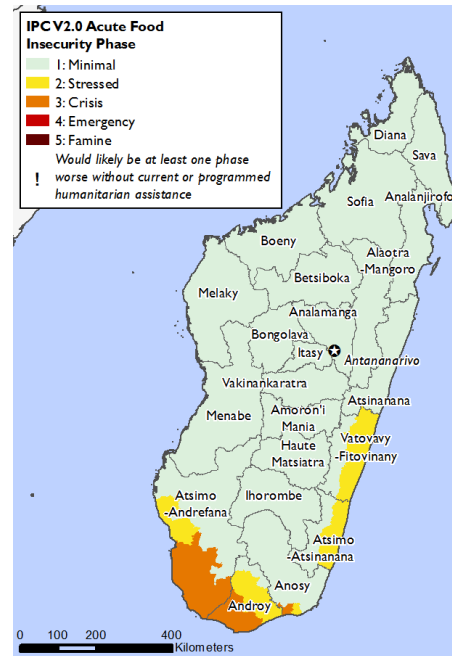 IPC V2.0 Acute Food
Insecurity Phase
1: Minimal
2: Stressed
3: Crisis
4: Emergency
5: Famine
! Would likely be at least one phase
worse without current or programmed
humanitarian assistance
Diana
Sava
Sofia
Analanjirofo
Boeny
Alaotra
-Mangoro
Betsiboka
Melaky
Analamanga
Bongolava
Itasy
Antananarivo
Vakinankaratra
Atsinanana
Menabe
Amoron'i
Mania
Vatovavy
-Fitovinany
Haute
Matsiatra
Atsimo
-Andrefana
Ihorombe
Atsimo
-Atsinanana
Anosy
Androy
0 100 200 400
Kilometers